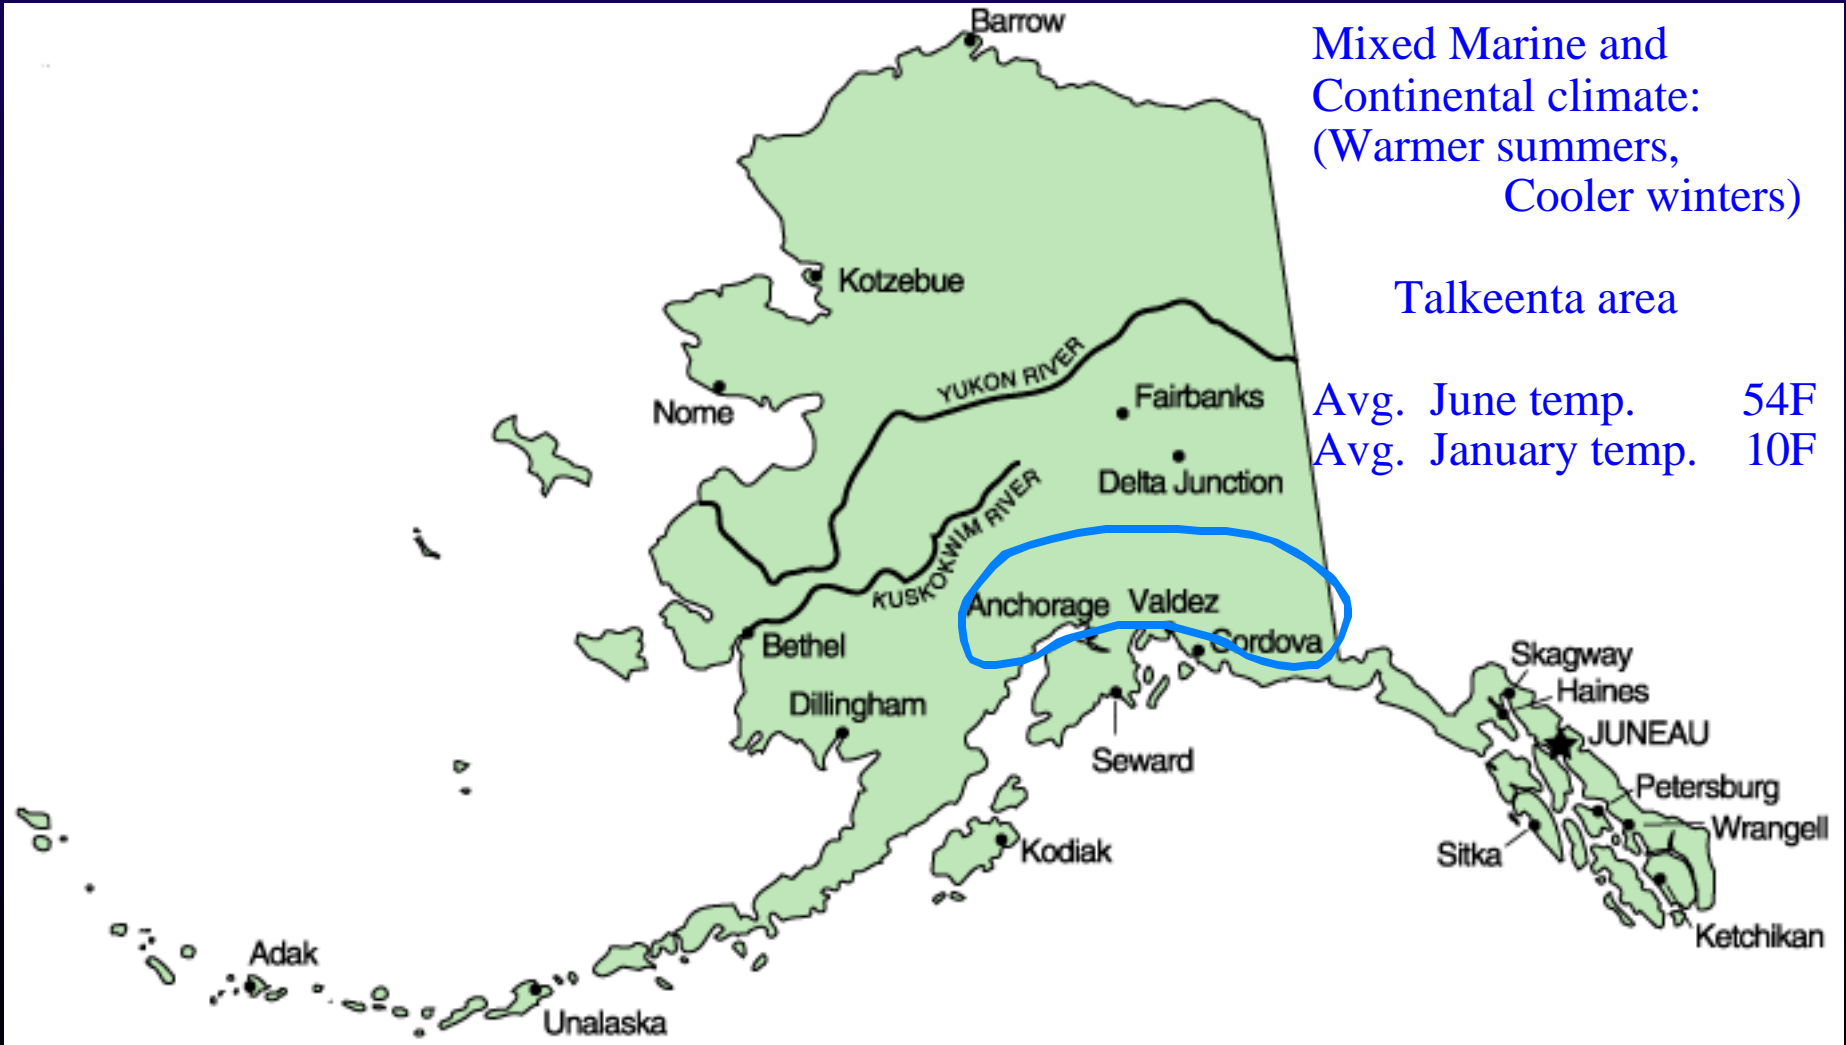 Barrow
Mixed Marine and
Continental climate:
(Warmer summers,
Cooler winters)
Kotzebue
Talkeenta area
YUKON RIVER
Fairbanks
Avg. June temp. 54F
Nome
Avg. January temp. 10F
Delta Junction
KUSKOKWIM RIVER
Anchorage
Valdez
Bethel
Cordova
Skagway
Haines
Dillingham
JUNEAU
Seward
Petersburg
Wrangell
Kodiak
Sitka
Ketchikan
Adak
Unalaska